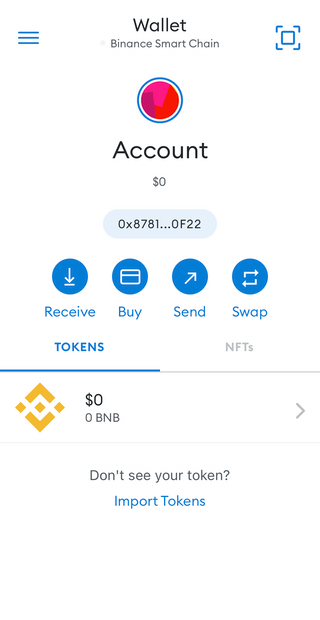 Wallet
Binance Smart Chain
Account
$0
0x8781...0F22
Receive Buy Send Swap
TOKENS NFTs
$0
0 BNB
Don't see your token?
Import Tokens